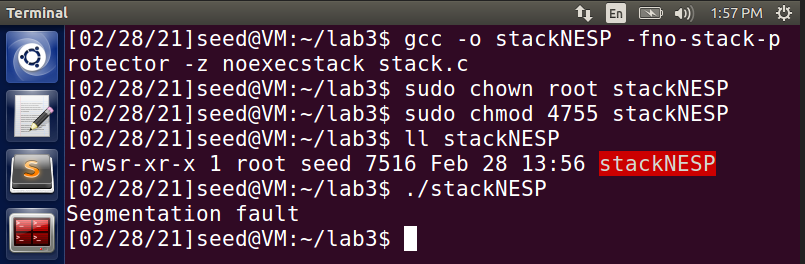 Terminal En 1:57 PM
[02/28/21]seed@VM:~/lab3$ gcc -o stackNESP -fno-stack-p
rotector -z noexecstack stack.c
[02/28/21]seed@VM:~/lab3$ sudo chown root stackNESP
[02/28/21]seed@VM:~/lab3$ sudo chmod 4755 stackNESP
[02/28/21]seed@VM:~/lab3$ ll stackNESP
-rwsr-xr-x 1 root seed 7516 Feb 28 13:56 stackNESP
[02/28/21]seed@VM:~/lab3$ ./stackNESP
Segmentation fault
[02/28/21]seed@VM:~/lab3$